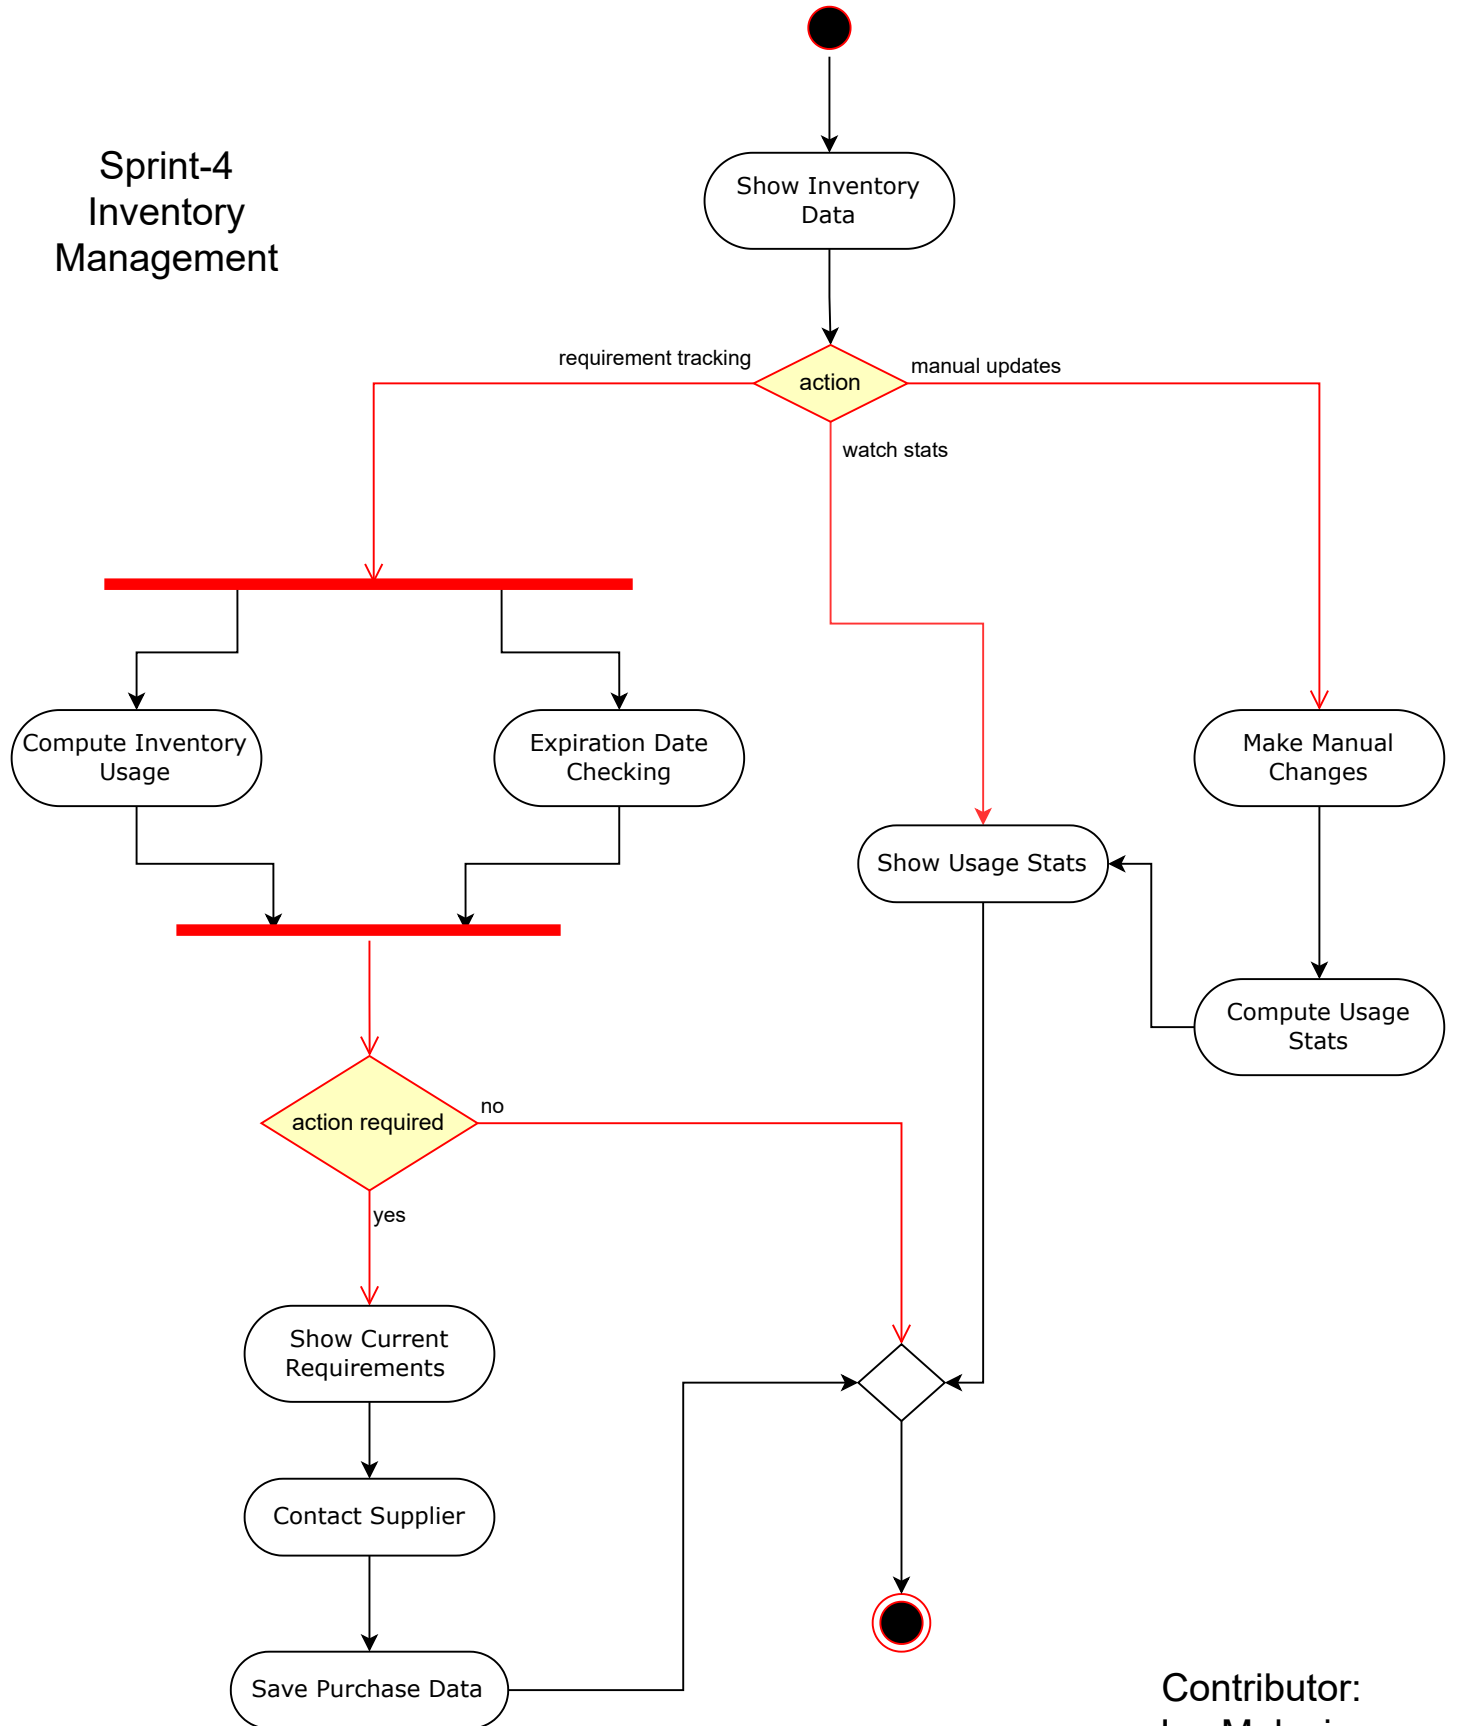 Sprint-4
Inventory
Management
Show Inventory
Data
requirement tracking
action
manual updates
watch stats
Compute Inventory
Usage
Expiration Date
Checking
Make Manual
Changes
Show Usage Stats
Compute Usage
Stats
action required
no
yes
Show Current
Requirements
Contact Supplier
Save Purchase Data
Contributor: